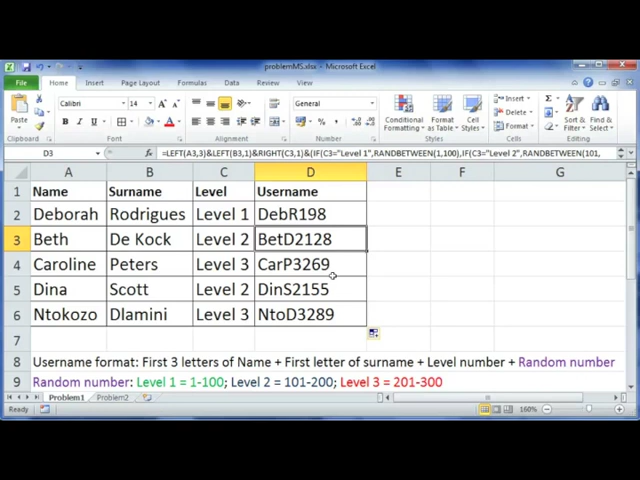 problemMS.xlsx - Microsoft Excel
File Home Insert Page Layout Formulas Data Review View
Paste
Calibri 14 A A
B I U
General
% ,
Conditional Formatting
Format as Table
Cell Styles
Insert
Delete
Format
Sort & Filter
Find & Select
Clipboard Font Alignment Number Styles Cells Editing
D3 fx =LEFT(A3,3)&LEFT(B3,1)&RIGHT(C3,1)&(IF(C3="Level 1",RANDBETWEEN(1,100),IF(C3="Level 2",RANDBETWEEN(101,
A B C D E F G
1 Name Surname Level Username
2 Deborah Rodrigues Level 1 DebR198
3 Beth De Kock Level 2 BetD2128
4 Caroline Peters Level 3 CarP3269
5 Dina Scott Level 2 DinS2155
6 Ntokozo Dlamini Level 3 NtoD3289
7
8 Username format: First 3 letters of Name + First letter of surname + Level number + Random number
9 Random number: Level 1 = 1-100; Level 2 = 101-200; Level 3 = 201-300
Problem1 Problem2
Ready 160%